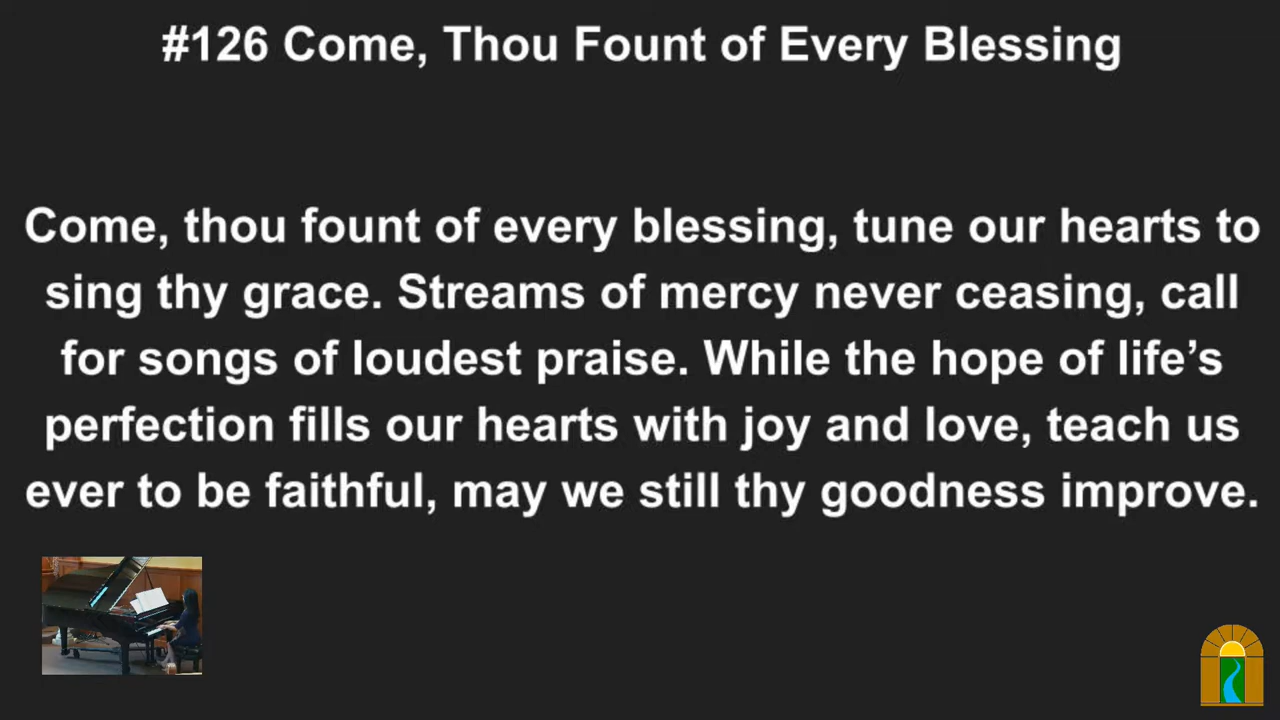 #126 Come, Thou Fount of Every Blessing
Come, thou fount of every blessing, tune our hearts to
sing thy grace. Streams of mercy never ceasing, call
for songs of loudest praise. While the hope of life’s
perfection fills our hearts with joy and love, teach us
ever to be faithful, may we still thy goodness improve.